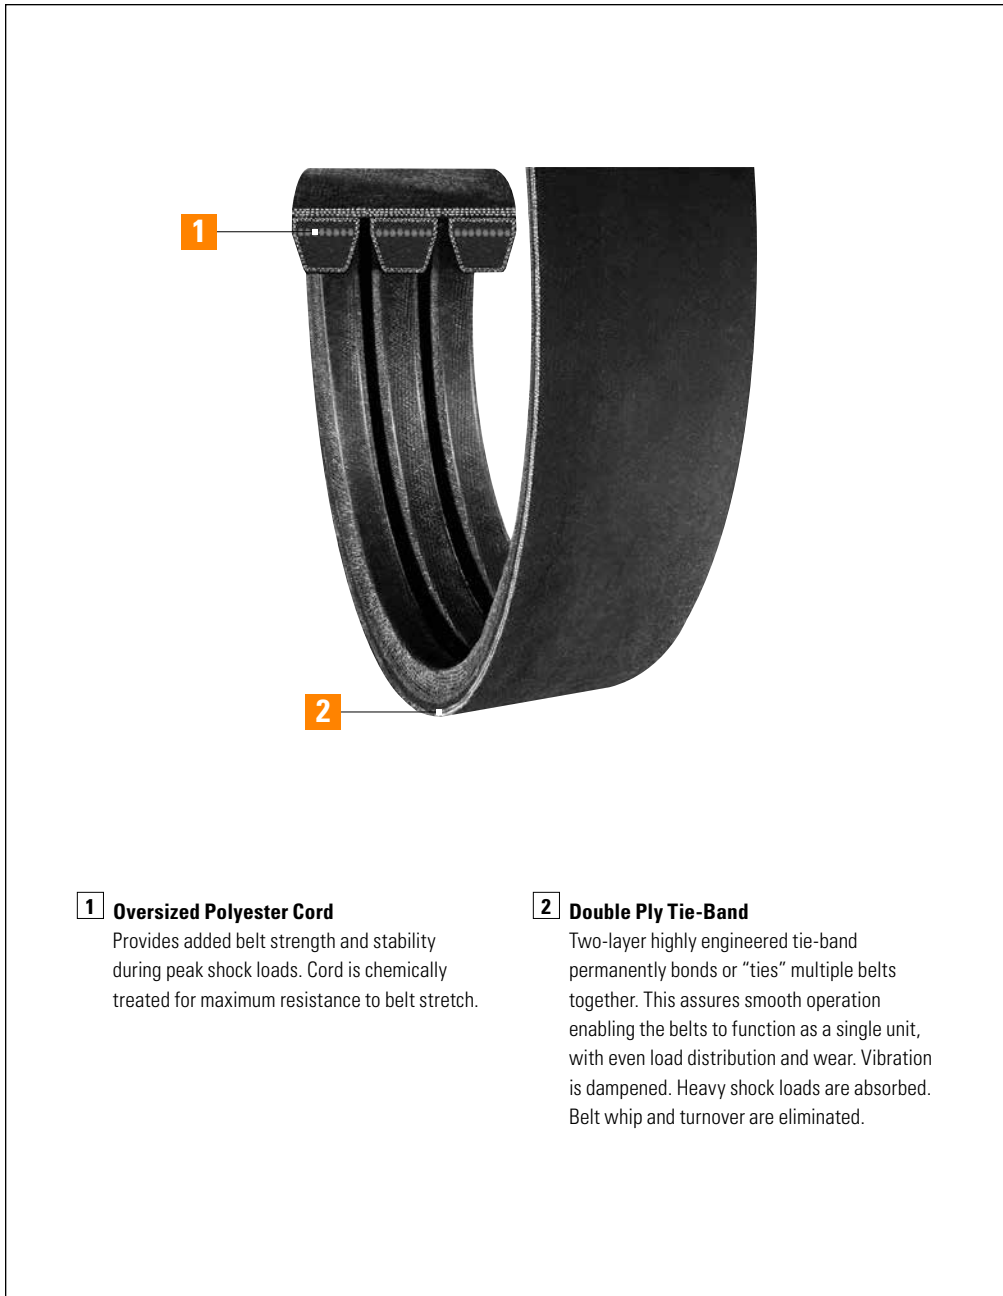 1
2
1 Oversized Polyester Cord
Provides added belt strength and stability
during peak shock loads. Cord is chemically
treated for maximum resistance to belt stretch.
2 Double Ply Tie-Band
Two-layer highly engineered tie-band
permanently bonds or “ties” multiple belts
together. This assures smooth operation
enabling the belts to function as a single unit,
with even load distribution and wear. Vibration
is dampened. Heavy shock loads are absorbed.
Belt whip and turnover are eliminated.